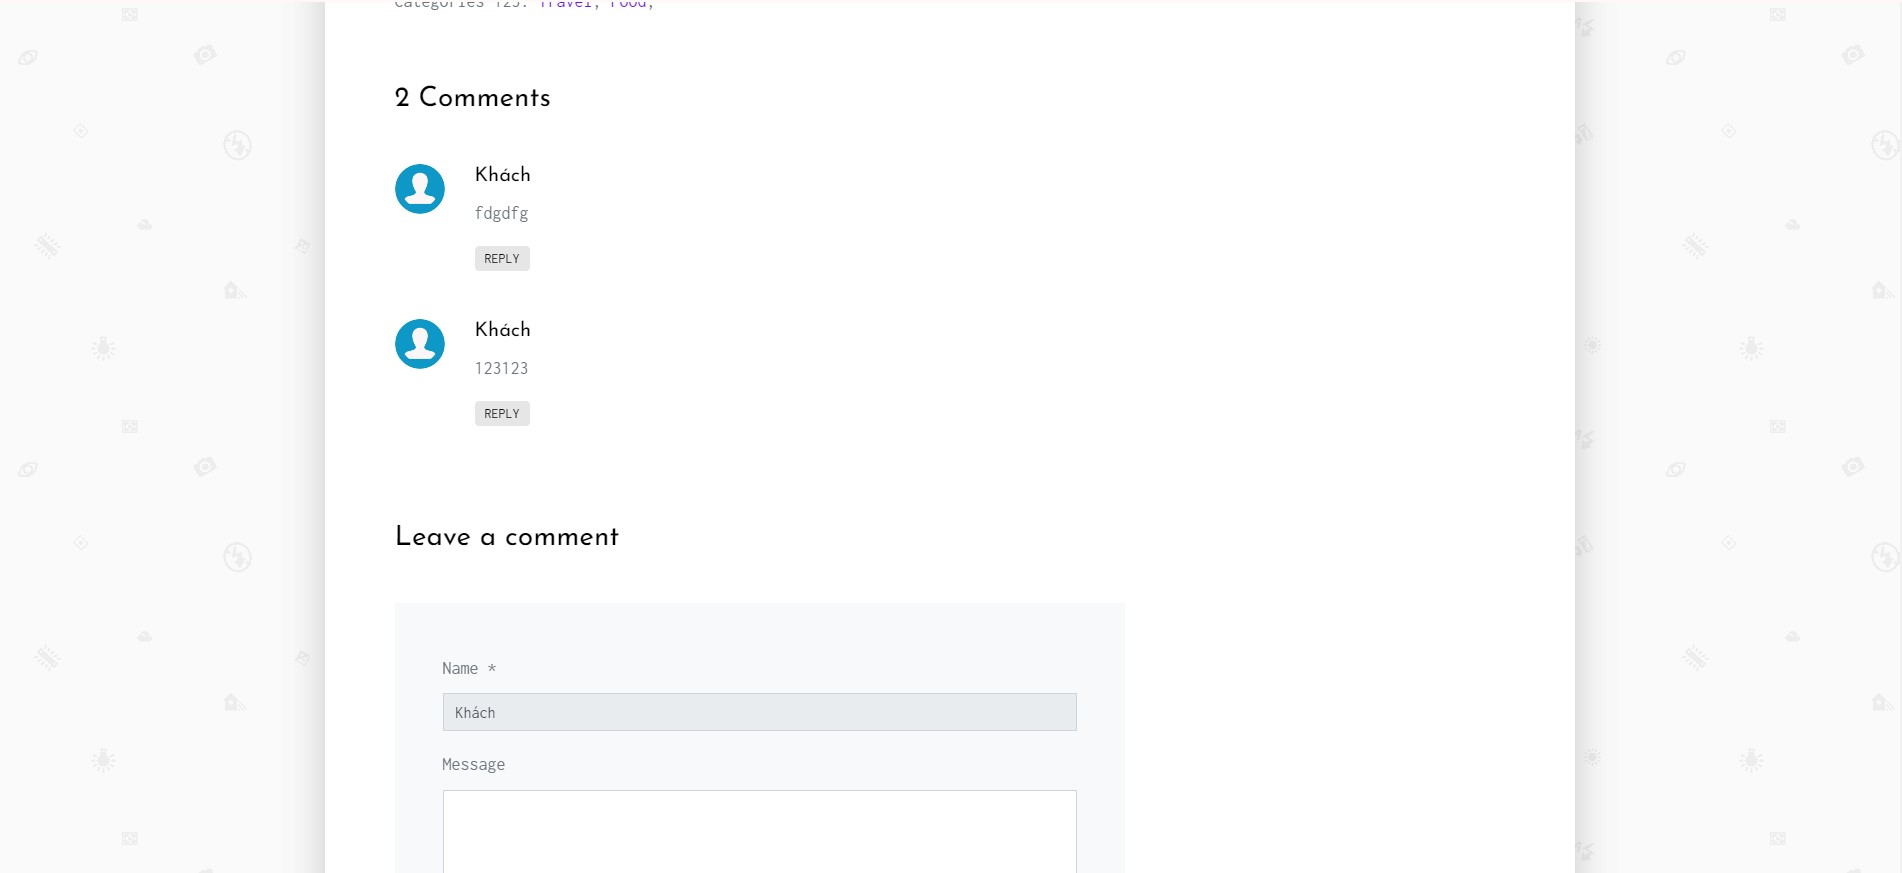 Categories 123: Travel, Food,
2 Comments
Khách
fdgdfg
REPLY
Khách
123123
REPLY
Leave a comment
Name *
Khách
Message